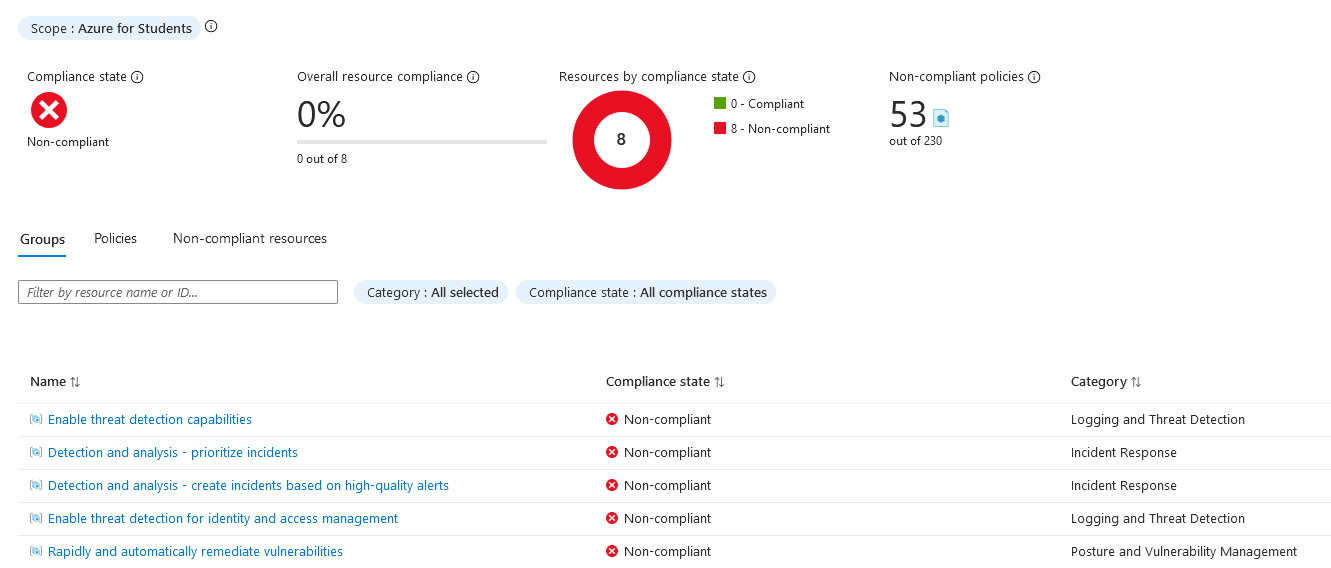 Scope : Azure for Students
Compliance state
Non-compliant
Overall resource compliance
0%
0 out of 8
Resources by compliance state
8
0 - Compliant
8 - Non-compliant
Non-compliant policies
53
out of 230
Groups Policies Non-compliant resources
Filter by resource name or ID... Category : All selected Compliance state : All compliance states
Name Compliance state Category
Enable threat detection capabilities Non-compliant Logging and Threat Detection
Detection and analysis - prioritize incidents Non-compliant Incident Response
Detection and analysis - create incidents based on high-quality alerts Non-compliant Incident Response
Enable threat detection for identity and access management Non-compliant Logging and Threat Detection
Rapidly and automatically remediate vulnerabilities Non-compliant Posture and Vulnerability Management